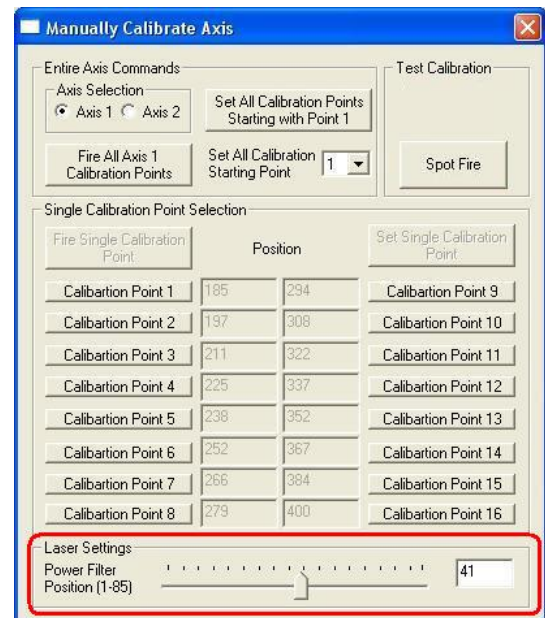 Manually Calibrate Axis
Entire Axis Commands
Axis Selection
Axis 1 Axis 2
Set All Calibration Points
Starting with Point 1
Fire All Axis 1
Calibration Points
Set All Calibration
Starting Point
1
Test Calibration
Spot Fire
Single Calibration Point Selection
Fire Single Calibration
Point
Position
Set Single Calibration
Point
Calibartion Point 1 185 294 Calibartion Point 9
Calibartion Point 2 197 308 Calibartion Point 10
Calibartion Point 3 211 322 Calibartion Point 11
Calibartion Point 4 225 337 Calibartion Point 12
Calibartion Point 5 238 352 Calibartion Point 13
Calibartion Point 6 252 367 Calibartion Point 14
Calibartion Point 7 266 384 Calibartion Point 15
Calibartion Point 8 279 400 Calibartion Point 16
Laser Settings
Power Filter
Position (1-85)
41